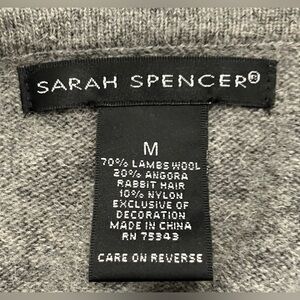 SARAH SPENCER®
M
70% LAMBS WOOL
20% ANGORA
RABBIT HAIR
10% NYLON
EXCLUSIVE OF
DECORATION
MADE IN CHINA
RN 75343
CARE ON REVERSE